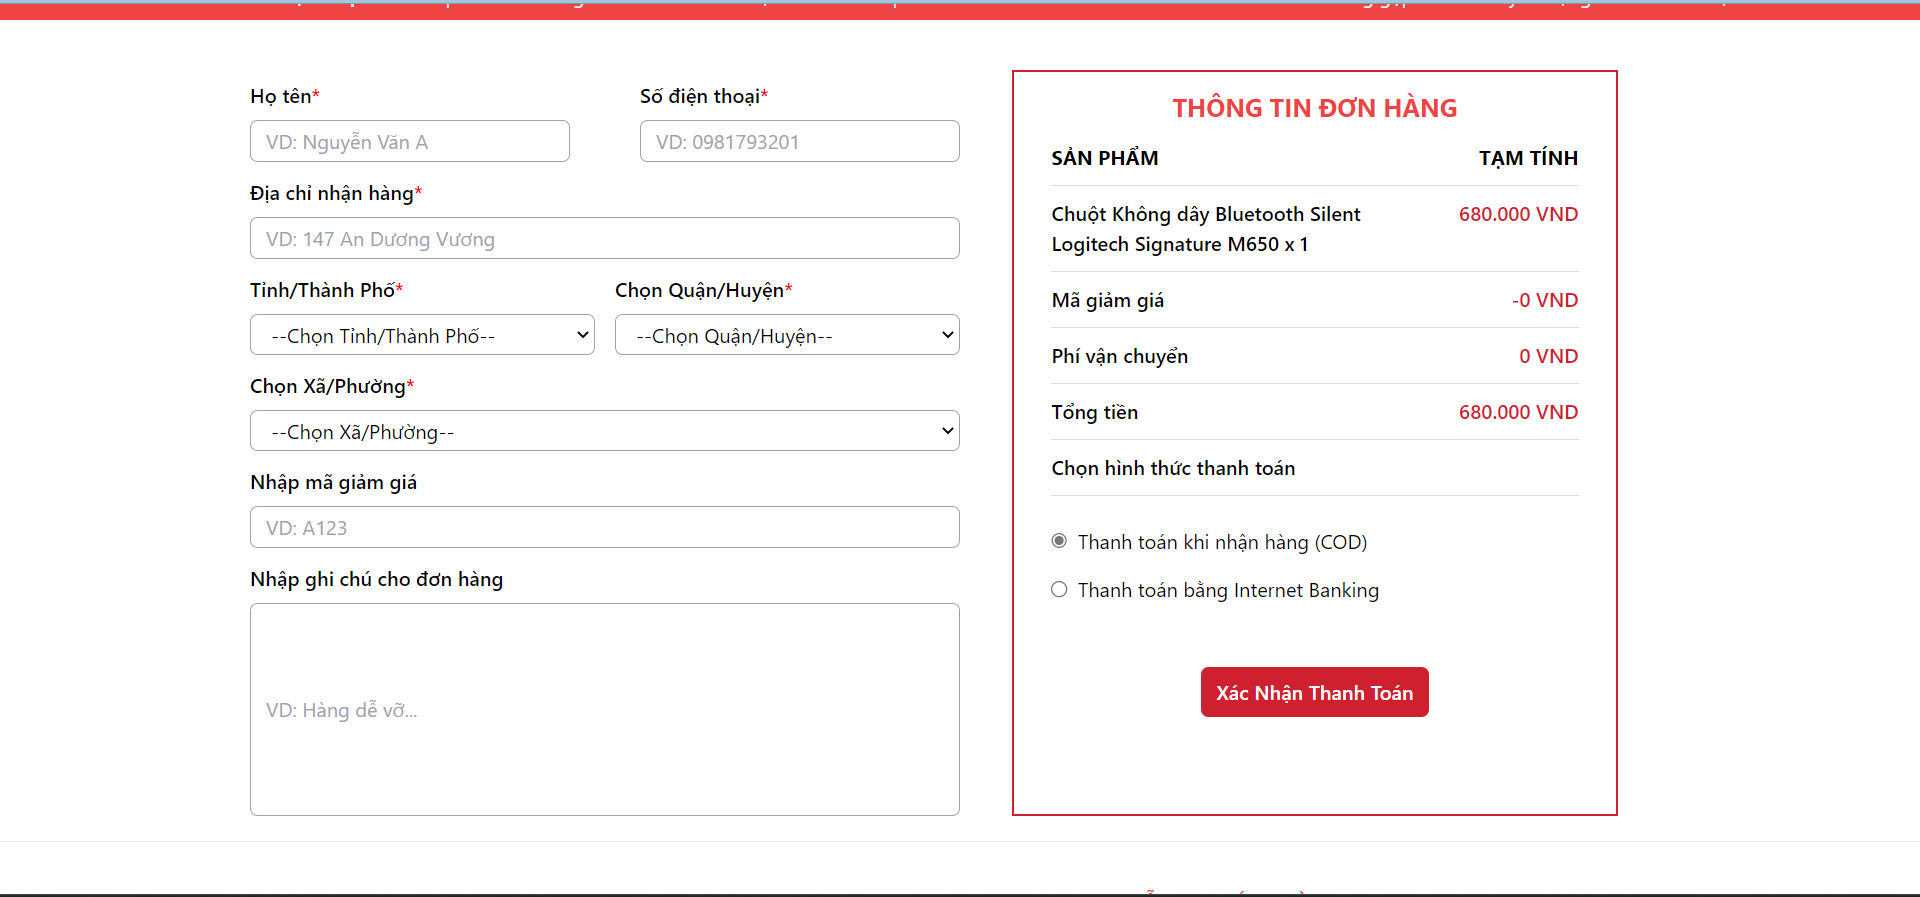 Họ tên*
Số điện thoại*
VD: Nguyễn Văn A
VD: 0981793201
Địa chỉ nhận hàng*
VD: 147 An Dương Vương
Tỉnh/Thành Phố*
Chọn Quận/Huyện*
--Chọn Tỉnh/Thành Phố--
--Chọn Quận/Huyện--
Chọn Xã/Phường*
--Chọn Xã/Phường--
Nhập mã giảm giá
VD: A123
Nhập ghi chú cho đơn hàng
VD: Hàng dễ vỡ...
THÔNG TIN ĐƠN HÀNG
SẢN PHẨM
TẠM TÍNH
Chuột Không dây Bluetooth Silent
Logitech Signature M650 x 1
680.000 VND
Mã giảm giá
-0 VND
Phí vận chuyển
0 VND
Tổng tiền
680.000 VND
Chọn hình thức thanh toán
Thanh toán khi nhận hàng (COD)
Thanh toán bằng Internet Banking
Xác Nhận Thanh Toán